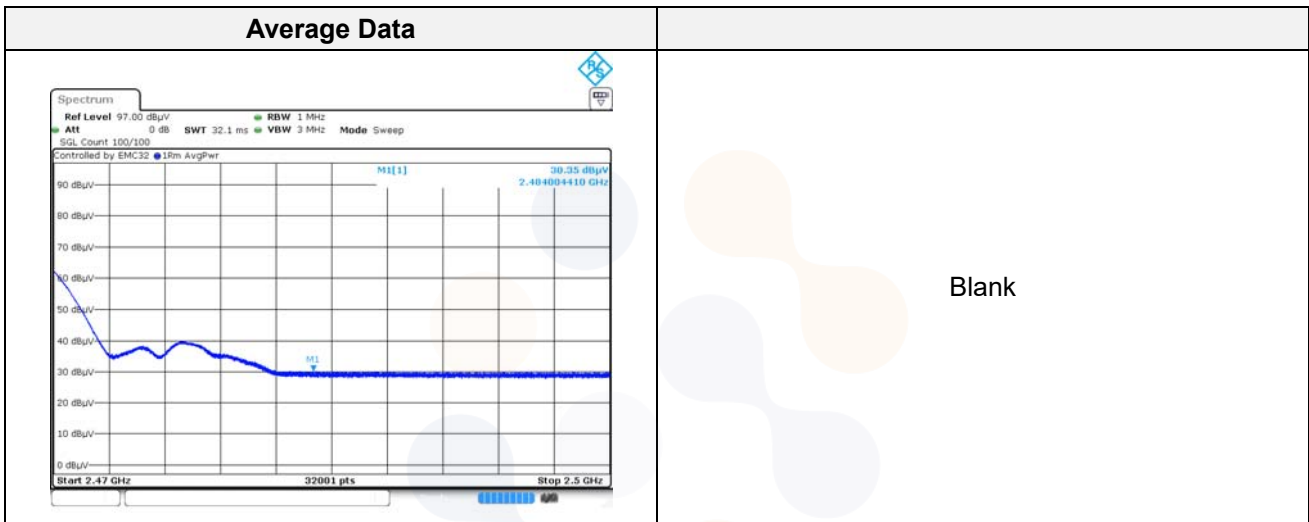 Average Data
R&S
Spectrum
Ref Level 97.00 dBµV RBW 1 MHz
Att 0 dB SWT 32.1 ms VBW 3 MHz Mode Sweep
SGL Count 100/100
Controlled by EMC32 1Rm AvgPwr
M1[1] 30.35 dBµV
2.484004410 GHz
90 dBµV
80 dBµV
70 dBµV
60 dBµV
50 dBµV
40 dBµV
M1
30 dBµV
20 dBµV
10 dBµV
0 dBµV
Start 2.47 GHz 32001 pts Stop 2.5 GHz
Blank